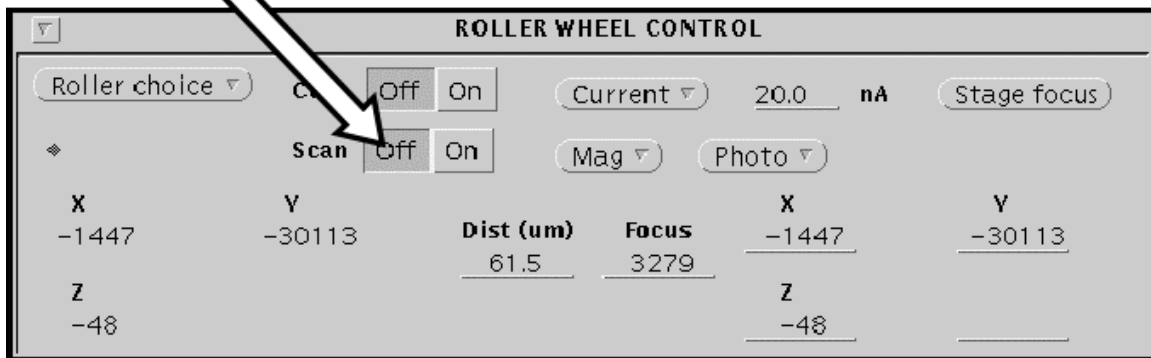 ROLLER WHEEL CONTROL
Roller choice Off On Current 20.0 nA Stage focus
Scan Off On Mag Photo
X Y Dist (um) Focus X Y
-1447 -30113 61.5 3279 -1447 -30113
Z Z
-48 -48